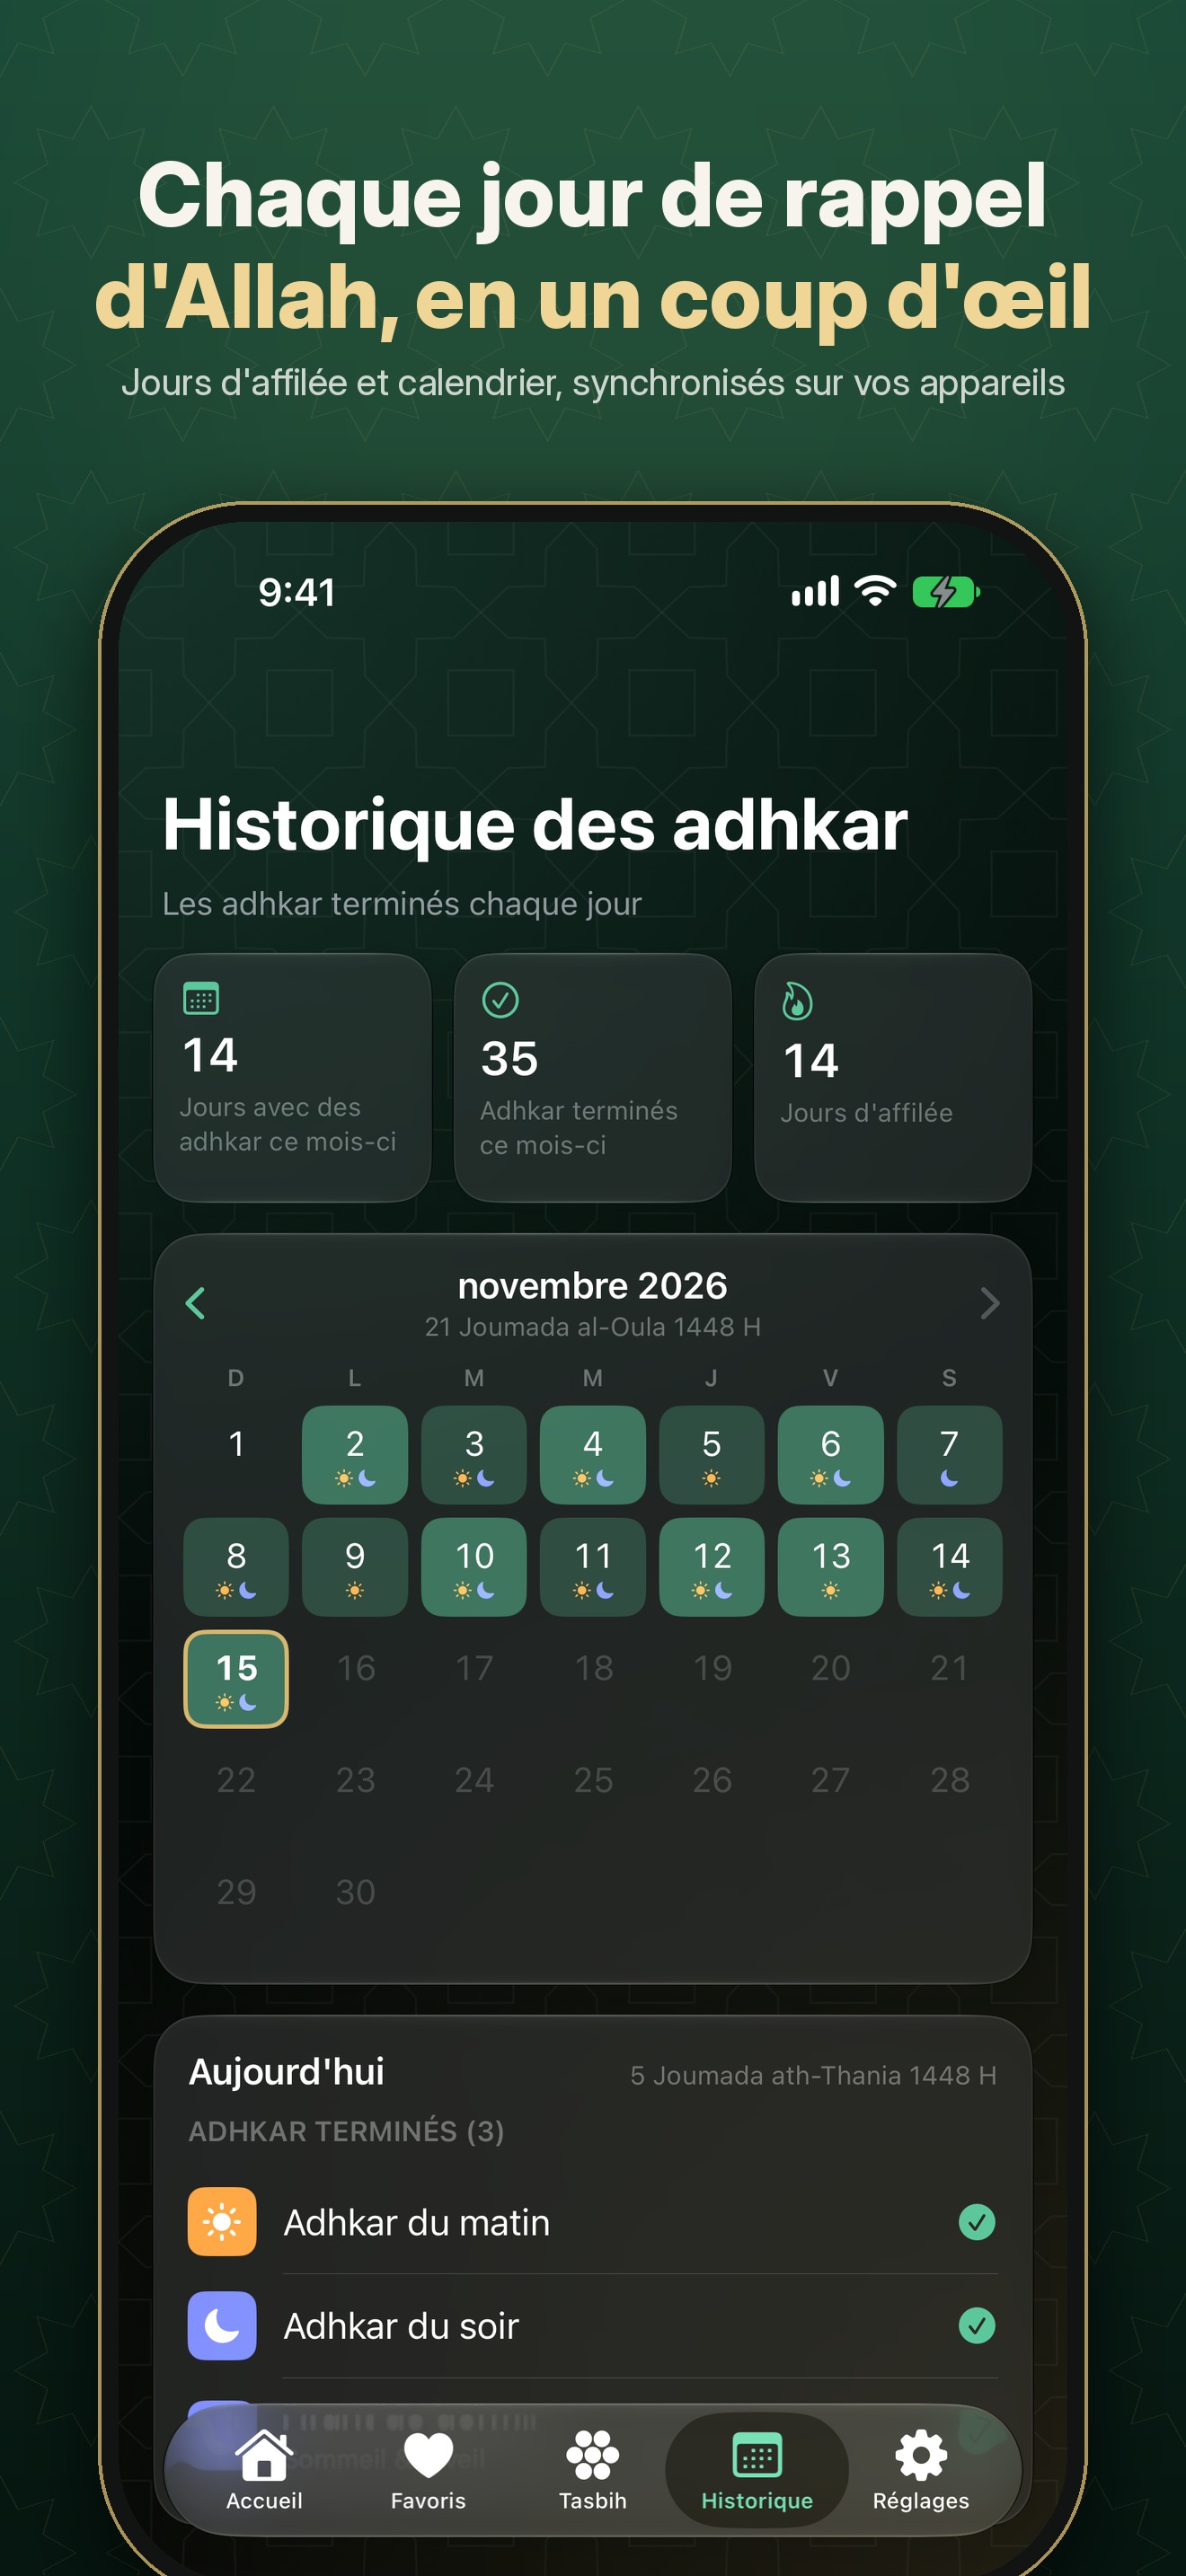 Chaque jour de rappel
d'Allah, en un coup d'œil
Jours d'affilée et calendrier, synchronisés sur vos appareils
9:41
Historique des adhkar
Les adhkar terminés chaque jour
14
Jours avec des
adhkar ce mois-ci
35
Adhkar terminés
ce mois-ci
14
Jours d'affilée
novembre 2026
21 Joumada al-Oula 1448 H
D L M M J V S
1 2 3 4 5 6 7
8 9 10 11 12 13 14
15 16 17 18 19 20 21
22 23 24 25 26 27 28
29 30
Aujourd'hui 5 Joumada ath-Thania 1448 H
ADHKAR TERMINÉS (3)
Adhkar du matin
Adhkar du soir
Accueil Favoris Tasbih Historique Réglages